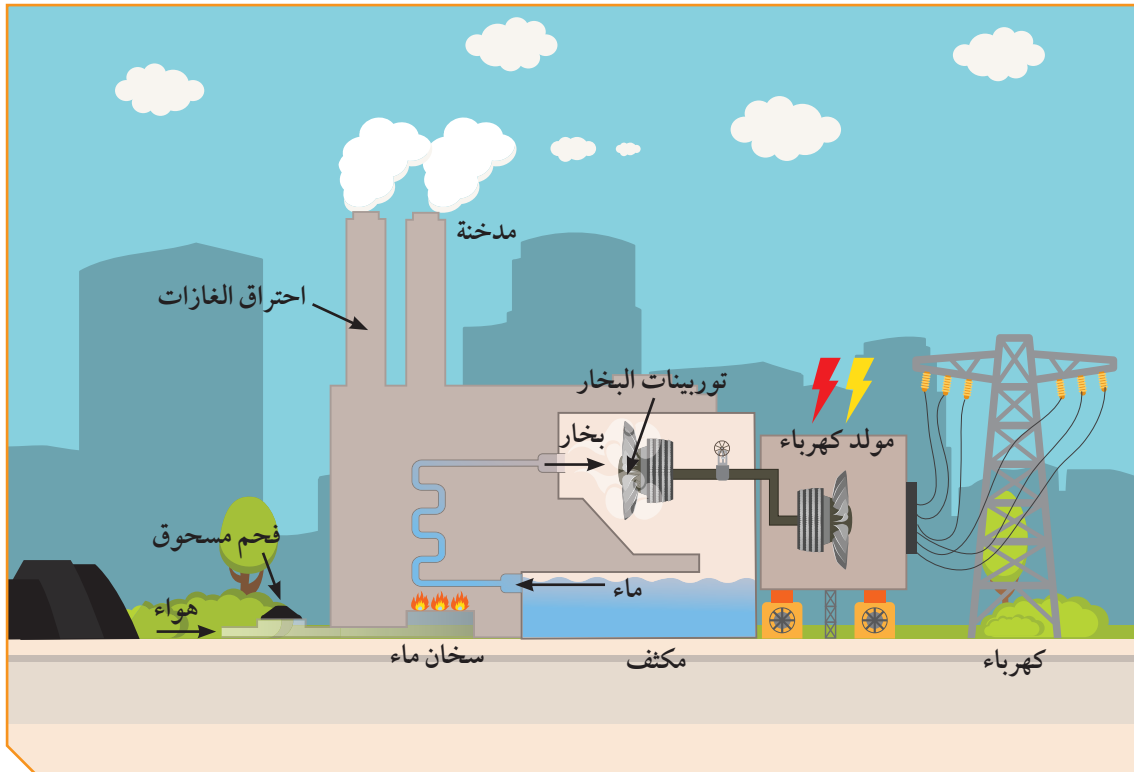 مدخنة
احتراق الغازات
توربينات البخار
بخار
مولد كهرباء
فحم مسحوق
هواء
ماء
سخان ماء
مكثف
كهرباء